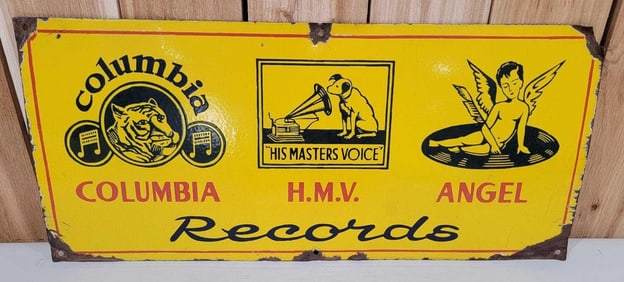 columbia
"HIS MASTERS VOICE"
COLUMBIA H.M.V. ANGEL
Records